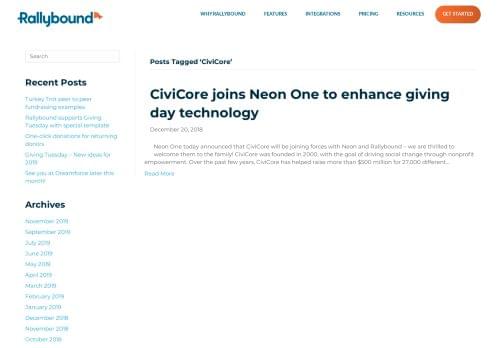 Rallybound
WHY RALLYBOUND
FEATURES
INTEGRATIONS
PRICING
RESOURCES
GET STARTED
Search
Recent Posts
Turkey Trot peer to peer
fundraising examples
Rallybound supports Giving
Tuesday with special template
One-click donations for returning
donors
Giving Tuesday – New ideas for
2019
See you at Dreamforce later this
month!
Archives
November 2019
September 2019
July 2019
June 2019
May 2019
April 2019
March 2019
February 2019
January 2019
December 2018
November 2018
October 2018
Posts Tagged ‘CiviCore’
CiviCore joins Neon One to enhance giving
day technology
December 20, 2018
Neon One today announced that CiviCore will be joining forces with Neon and Rallybound – we are thrilled to
welcome them to the family! CiviCore was founded in 2000, with the goal of driving social change through nonprofit
empowerment. Over the past few years, CiviCore has helped raise more than $500 million for 27,000 different…
Read More